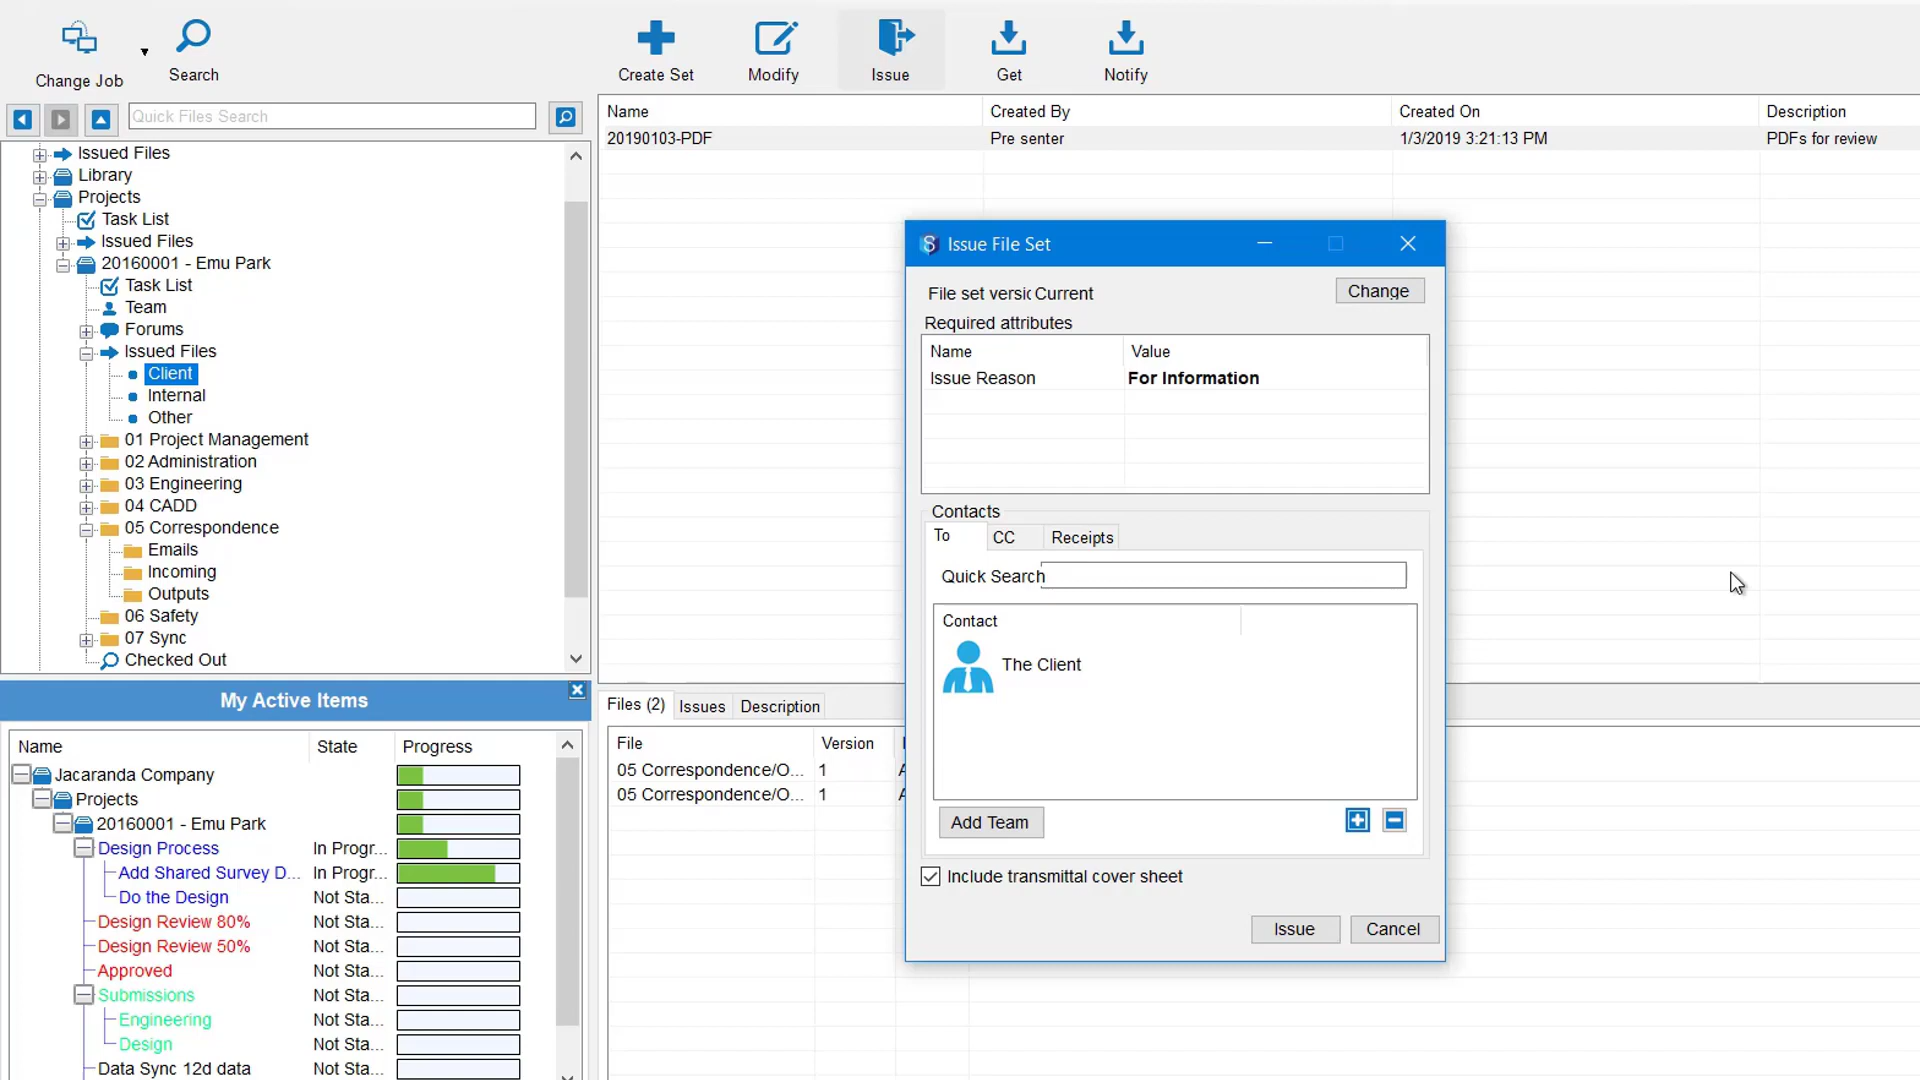 Change Job
Search
Create Set
Modify
Issue
Get
Notify
Quick Files Search
Issued Files
Library
Projects
Task List
Issued Files
20160001 - Emu Park
Task List
Team
Forums
Issued Files
Client
Internal
Other
01 Project Management
02 Administration
03 Engineering
04 CADD
05 Correspondence
Emails
Incoming
Outputs
06 Safety
07 Sync
Checked Out
Name Created By Created On Description
20190103-PDF Pre senter 1/3/2019 3:21:13 PM PDFs for review
Issue File Set
File set versic Current
Change
Required attributes
Name Value
Issue Reason For Information
Contacts
To CC Receipts
Quick Search
Contact
The Client
Add Team
Include transmittal cover sheet
Issue Cancel
My Active Items
Name State Progress
Jacaranda Company
Projects
20160001 - Emu Park
Design Process In Progr...
Add Shared Survey D... In Progr...
Do the Design Not Sta...
Design Review 80% Not Sta...
Design Review 50% Not Sta...
Approved Not Sta...
Submissions Not Sta...
Engineering Not Sta...
Design Not Sta...
Data Sync 12d data Not Sta...
Files (2) Issues Description
File Version
05 Correspondence/O... 1
05 Correspondence/O... 1